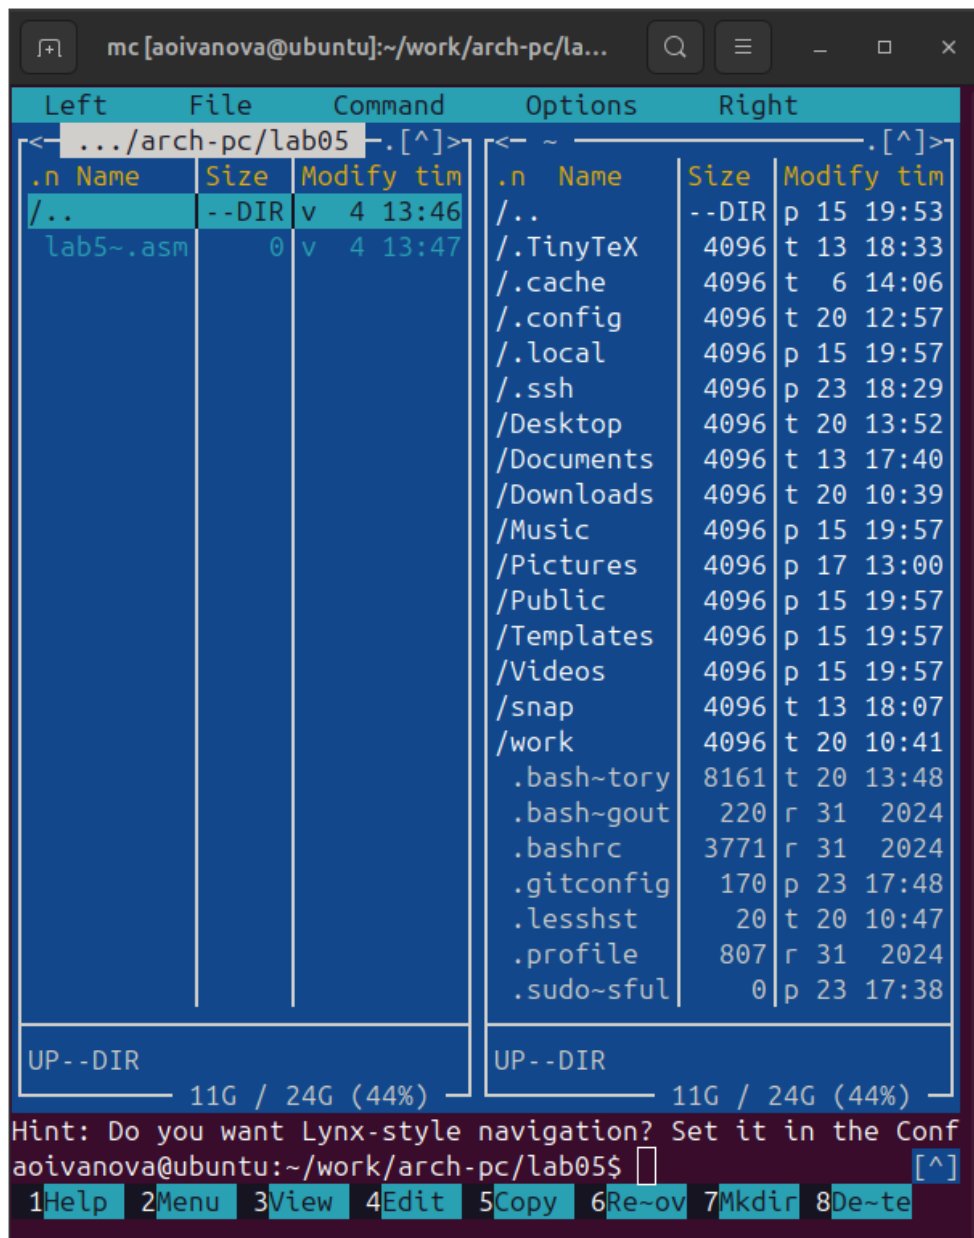 mc [aoivanova@ubuntu]:~/work/arch-pc/la...
Left File Command Options Right
<- .../arch-pc/lab05 .[^]> <- ~ .[^]>
.n Name Size Modify tim .n Name Size Modify tim
/.. --DIR v 4 13:46 /.. --DIR p 15 19:53
lab5~.asm 0 v 4 13:47 /.TinyTeX 4096 t 13 18:33
/.cache 4096 t 6 14:06
/.config 4096 t 20 12:57
/.local 4096 p 15 19:57
/.ssh 4096 p 23 18:29
/Desktop 4096 t 20 13:52
/Documents 4096 t 13 17:40
/Downloads 4096 t 20 10:39
/Music 4096 p 15 19:57
/Pictures 4096 p 17 13:00
/Public 4096 p 15 19:57
/Templates 4096 p 15 19:57
/Videos 4096 p 15 19:57
/snap 4096 t 13 18:07
/work 4096 t 20 10:41
.bash~tory 8161 t 20 13:48
.bash~gout 220 r 31 2024
.bashrc 3771 r 31 2024
.gitconfig 170 p 23 17:48
.lesshst 20 t 20 10:47
.profile 807 r 31 2024
.sudo~sful 0 p 23 17:38
UP--DIR UP--DIR
11G / 24G (44%) 11G / 24G (44%)
Hint: Do you want Lynx-style navigation? Set it in the Conf
aoivanova@ubuntu:~/work/arch-pc/lab05$ [^]
1Help 2Menu 3View 4Edit 5Copy 6Re~ov 7Mkdir 8De~te